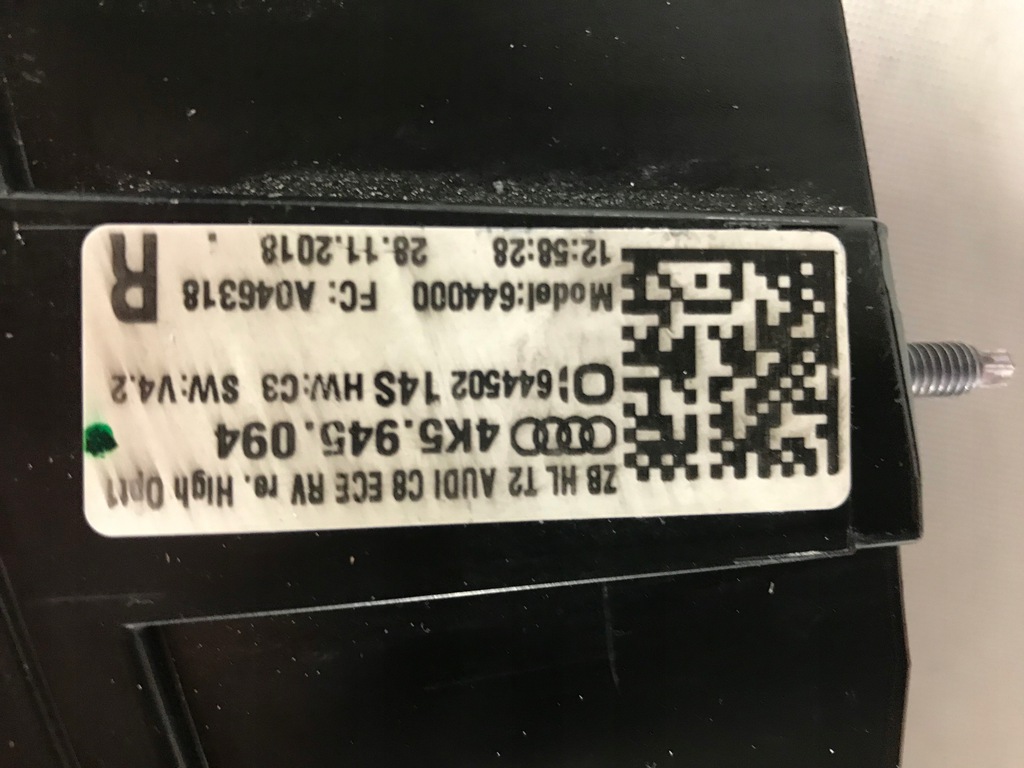 ZB HL T2 AUDI C8 ECE RV re. High Opt1
4K5.945.094
644502 14S HW:C3 SW:V4.2
Model:644000 FC: A046318
12:58:28 28.11.2018
R